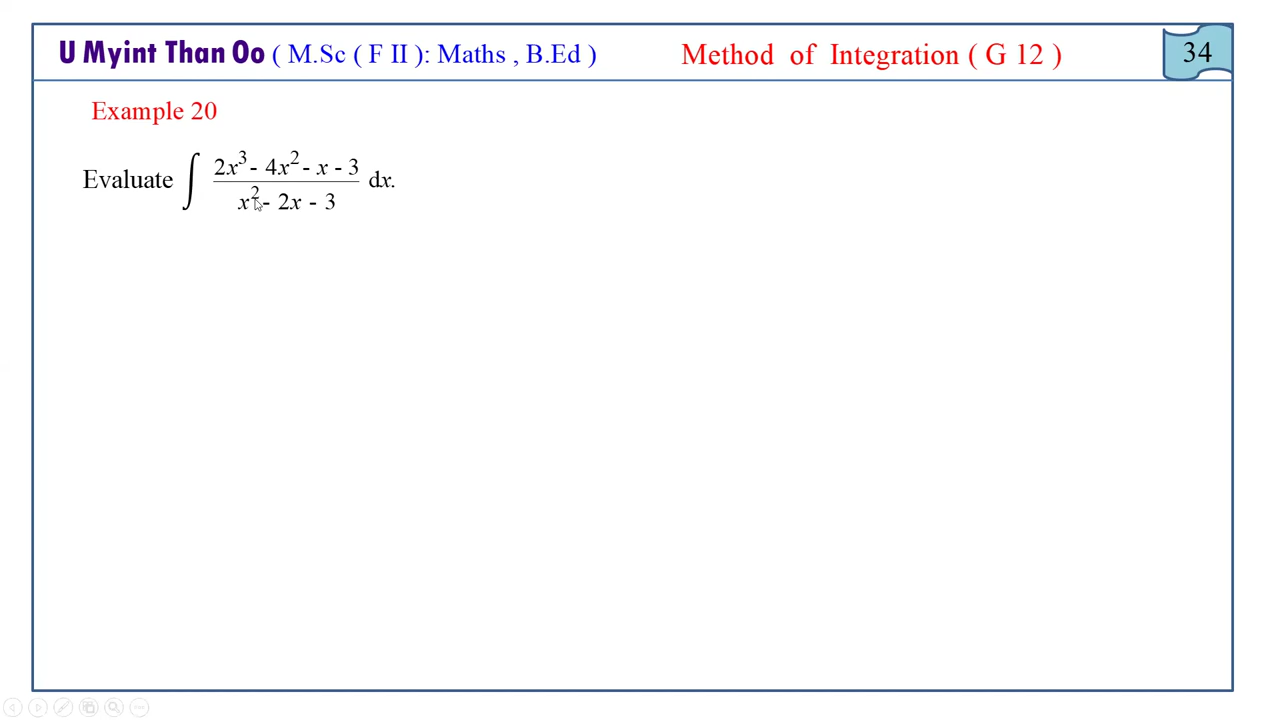 U Myint Than Oo ( M.Sc ( F II ): Maths , B.Ed ) Method of Integration ( G 12 ) 34
Example 20
Evaluate ∫ (2x³ - 4x² - x - 3)/(x² - 2x - 3) dx.